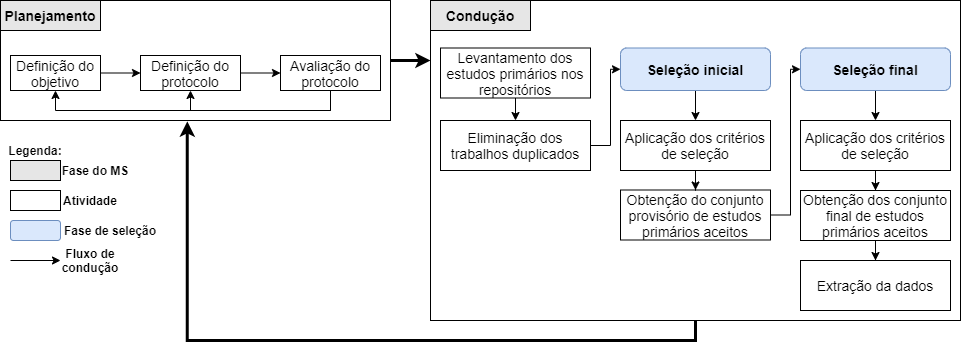 Planejamento
Definição do
objetivo
Definição do
protocolo
Avaliação do
protocolo
Legenda:
Fase do MS
Atividade
Fase de seleção
Fluxo de
condução
Condução
Levantamento dos
estudos primários nos
repositórios
Eliminação dos
trabalhos duplicados
Seleção inicial
Aplicação dos critérios
de seleção
Obtenção do conjunto
provisório de estudos
primários aceitos
Seleção final
Aplicação dos critérios
de seleção
Obtenção dos conjunto
final de estudos
primários aceitos
Extração da dados